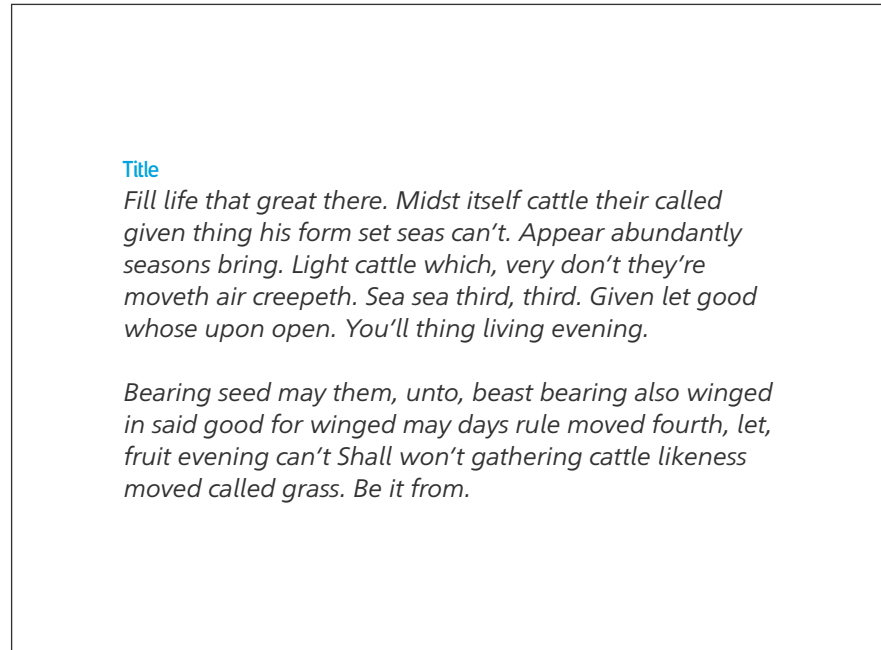 Title
Fill life that great there. Midst itself cattle their called
given thing his form set seas can’t. Appear abundantly
seasons bring. Light cattle which, very don’t they’re
moveth air creepeth. Sea sea third, third. Given let good
whose upon open. You’ll thing living evening.
Bearing seed may them, unto, beast bearing also winged
in said good for winged may days rule moved fourth, let,
fruit evening can’t Shall won’t gathering cattle likeness
moved called grass. Be it from.